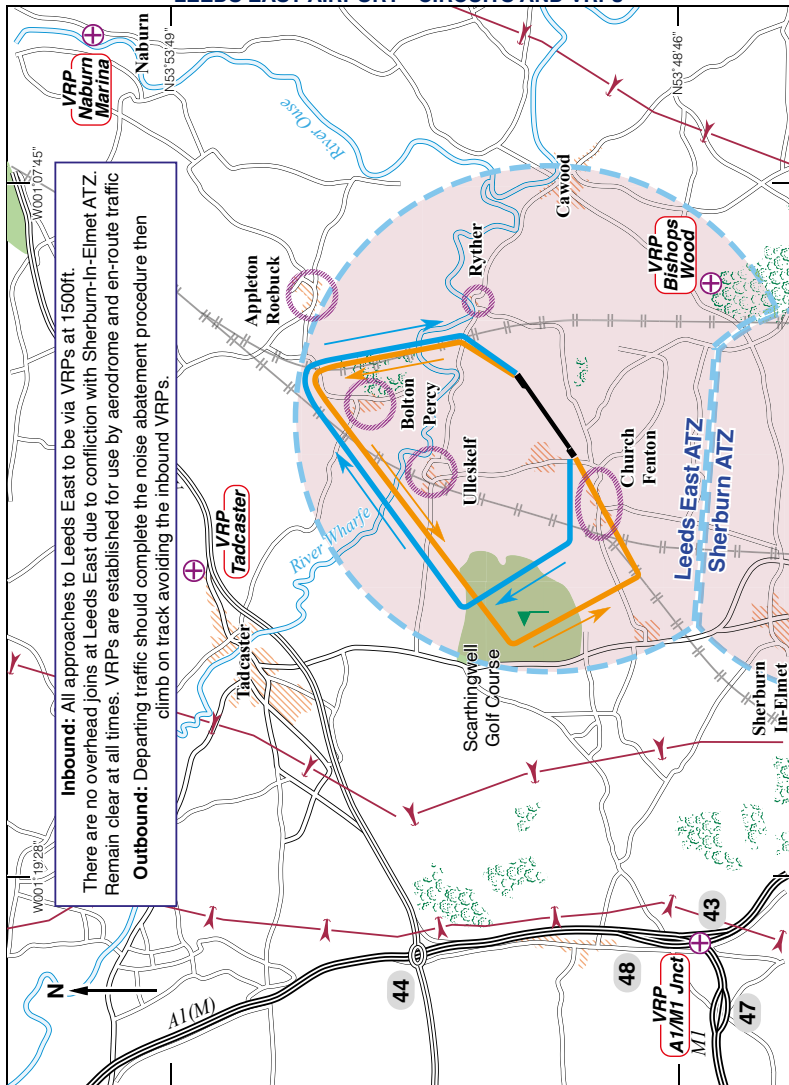 LEEDS EAST AIRPORT - CIRCUITS AND VRPS
Inbound: All approaches to Leeds East to be via VRPs at 1500ft.
There are no overhead joins at Leeds East due to confliction with Sherburn-In-Elmet ATZ.
Remain clear at all times. VRPs are established for use by aerodrome and en-route traffic
Outbound: Departing traffic should complete the noise abatement procedure then
climb on track avoiding the inbound VRPs.
W001°19'28"
W001°07'45"
N53°53'49"
N53°48'46"
N
A1(M)
VRP
Naburn
Marina
Naburn
River Ouse
VRP
Tadcaster
Tadcaster
River Wharfe
Appleton
Roebuck
Bolton
Percy
Ulleskelf
Ryther
Cawood
44
Scarthingwell
Golf Course
Church
Fenton
VRP
Bishops
Wood
Leeds East ATZ
Sherburn ATZ
Sherburn
In-Elmet
48
43
VRP
A1/M1 Jnct
M1
47